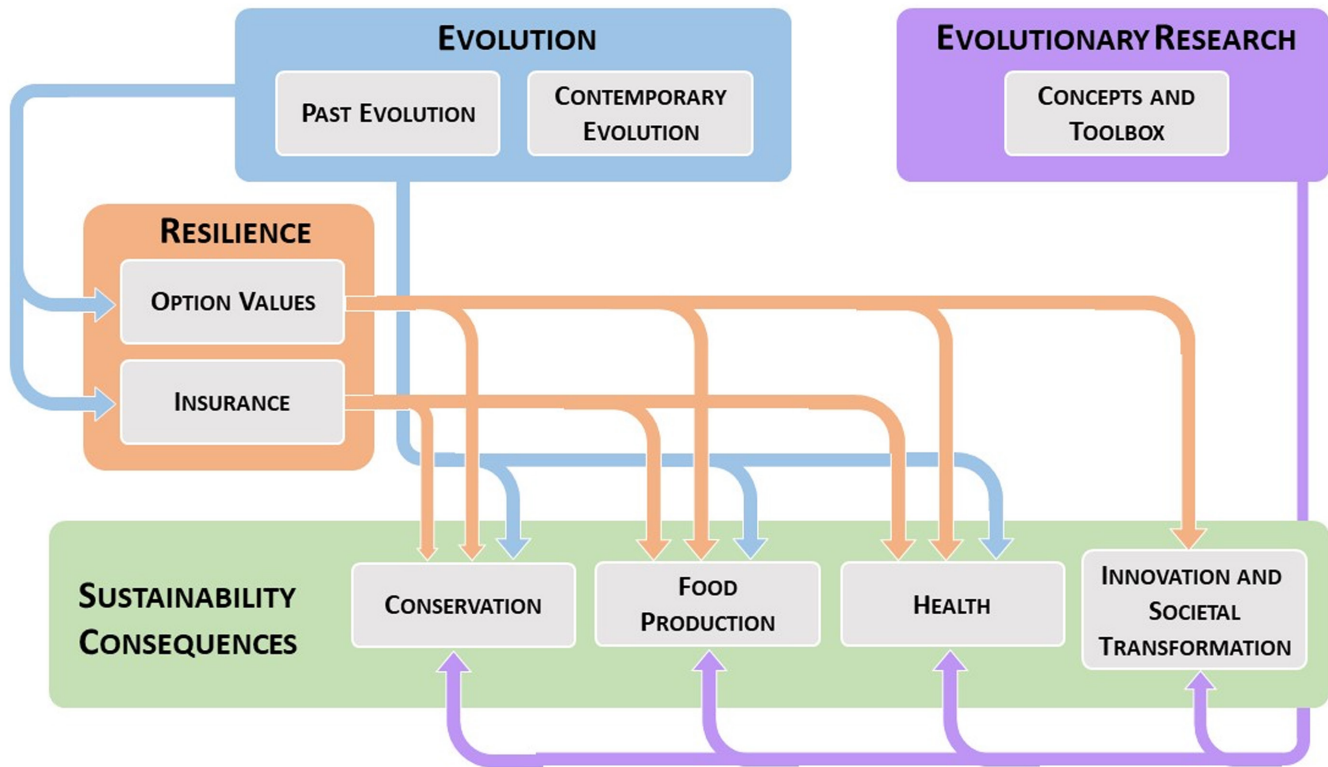 EVOLUTION
PAST EVOLUTION
CONTEMPORARY
EVOLUTION
EVOLUTIONARY RESEARCH
CONCEPTS AND
TOOLBOX
RESILIENCE
OPTION VALUES
INSURANCE
SUSTAINABILITY
CONSEQUENCES
CONSERVATION
FOOD
PRODUCTION
HEALTH
INNOVATION AND
SOCIETAL
TRANSFORMATION